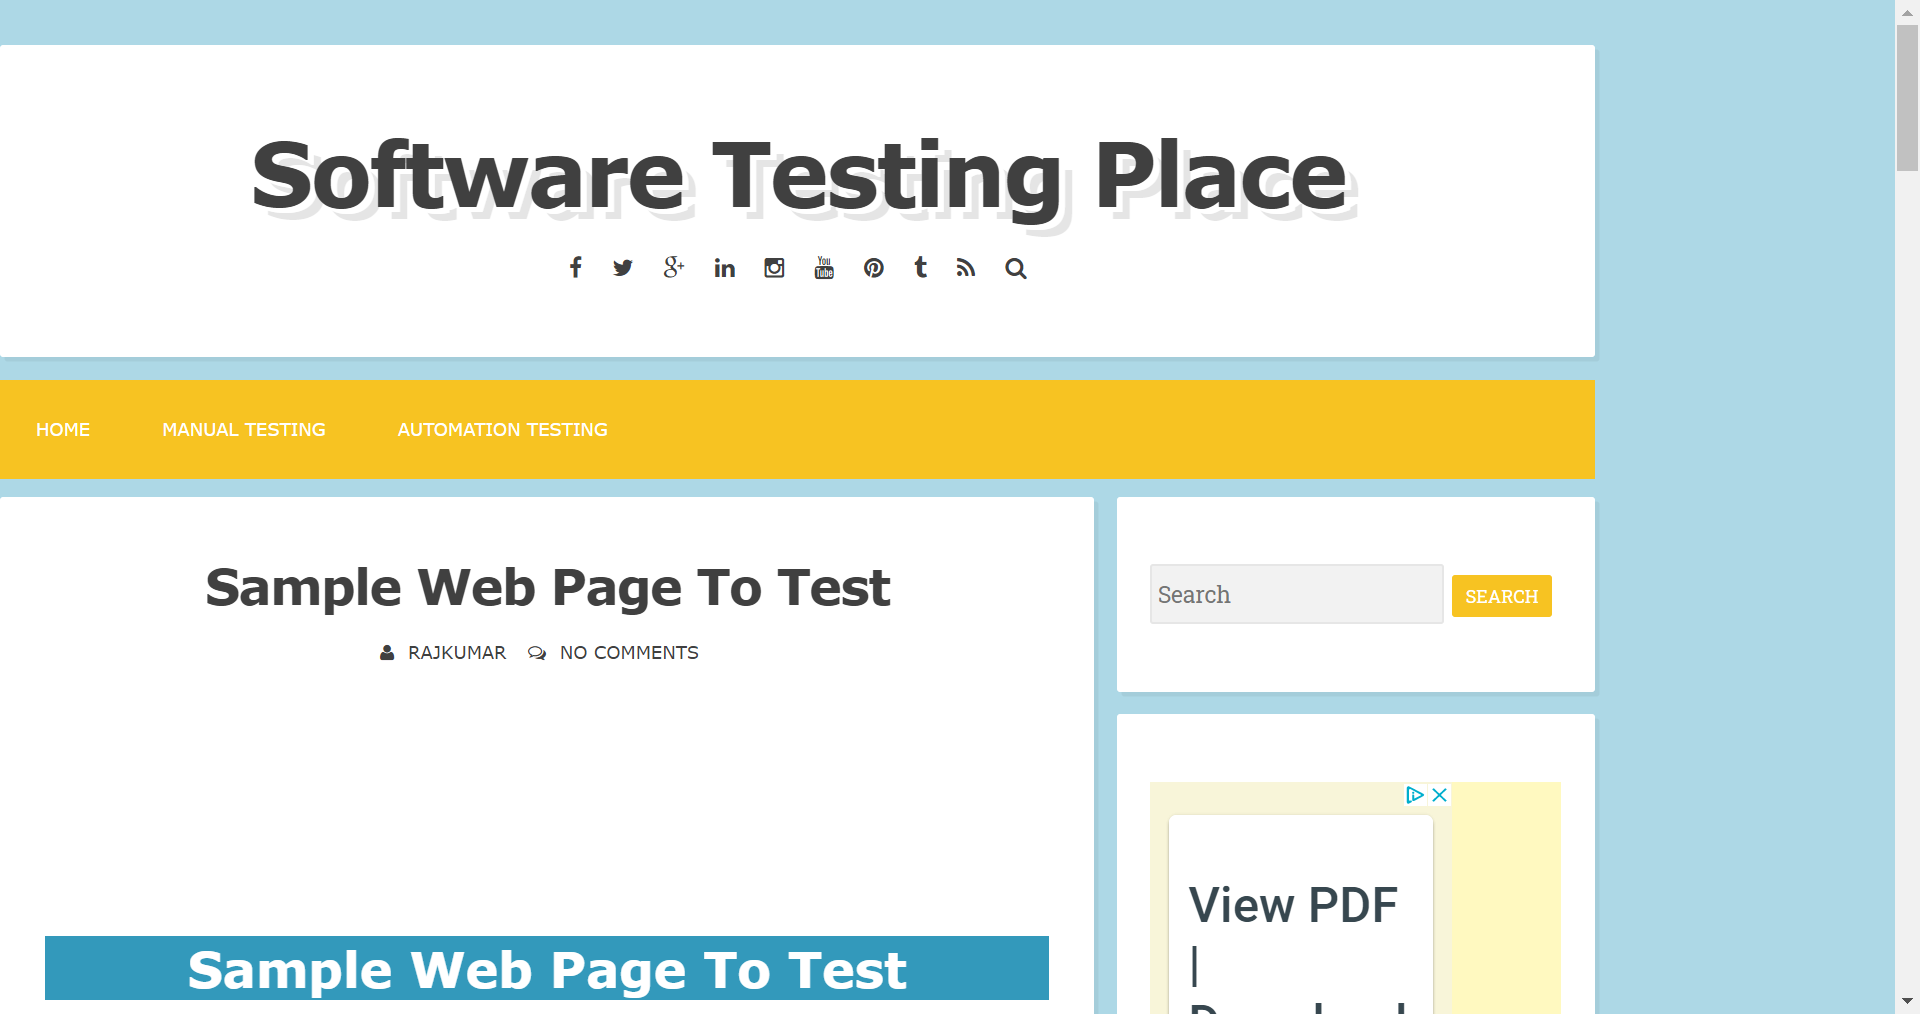 Software Testing Place
HOME MANUAL TESTING AUTOMATION TESTING
Sample Web Page To Test
RAJKUMAR NO COMMENTS
Sample Web Page To Test
Search SEARCH
View PDF
|